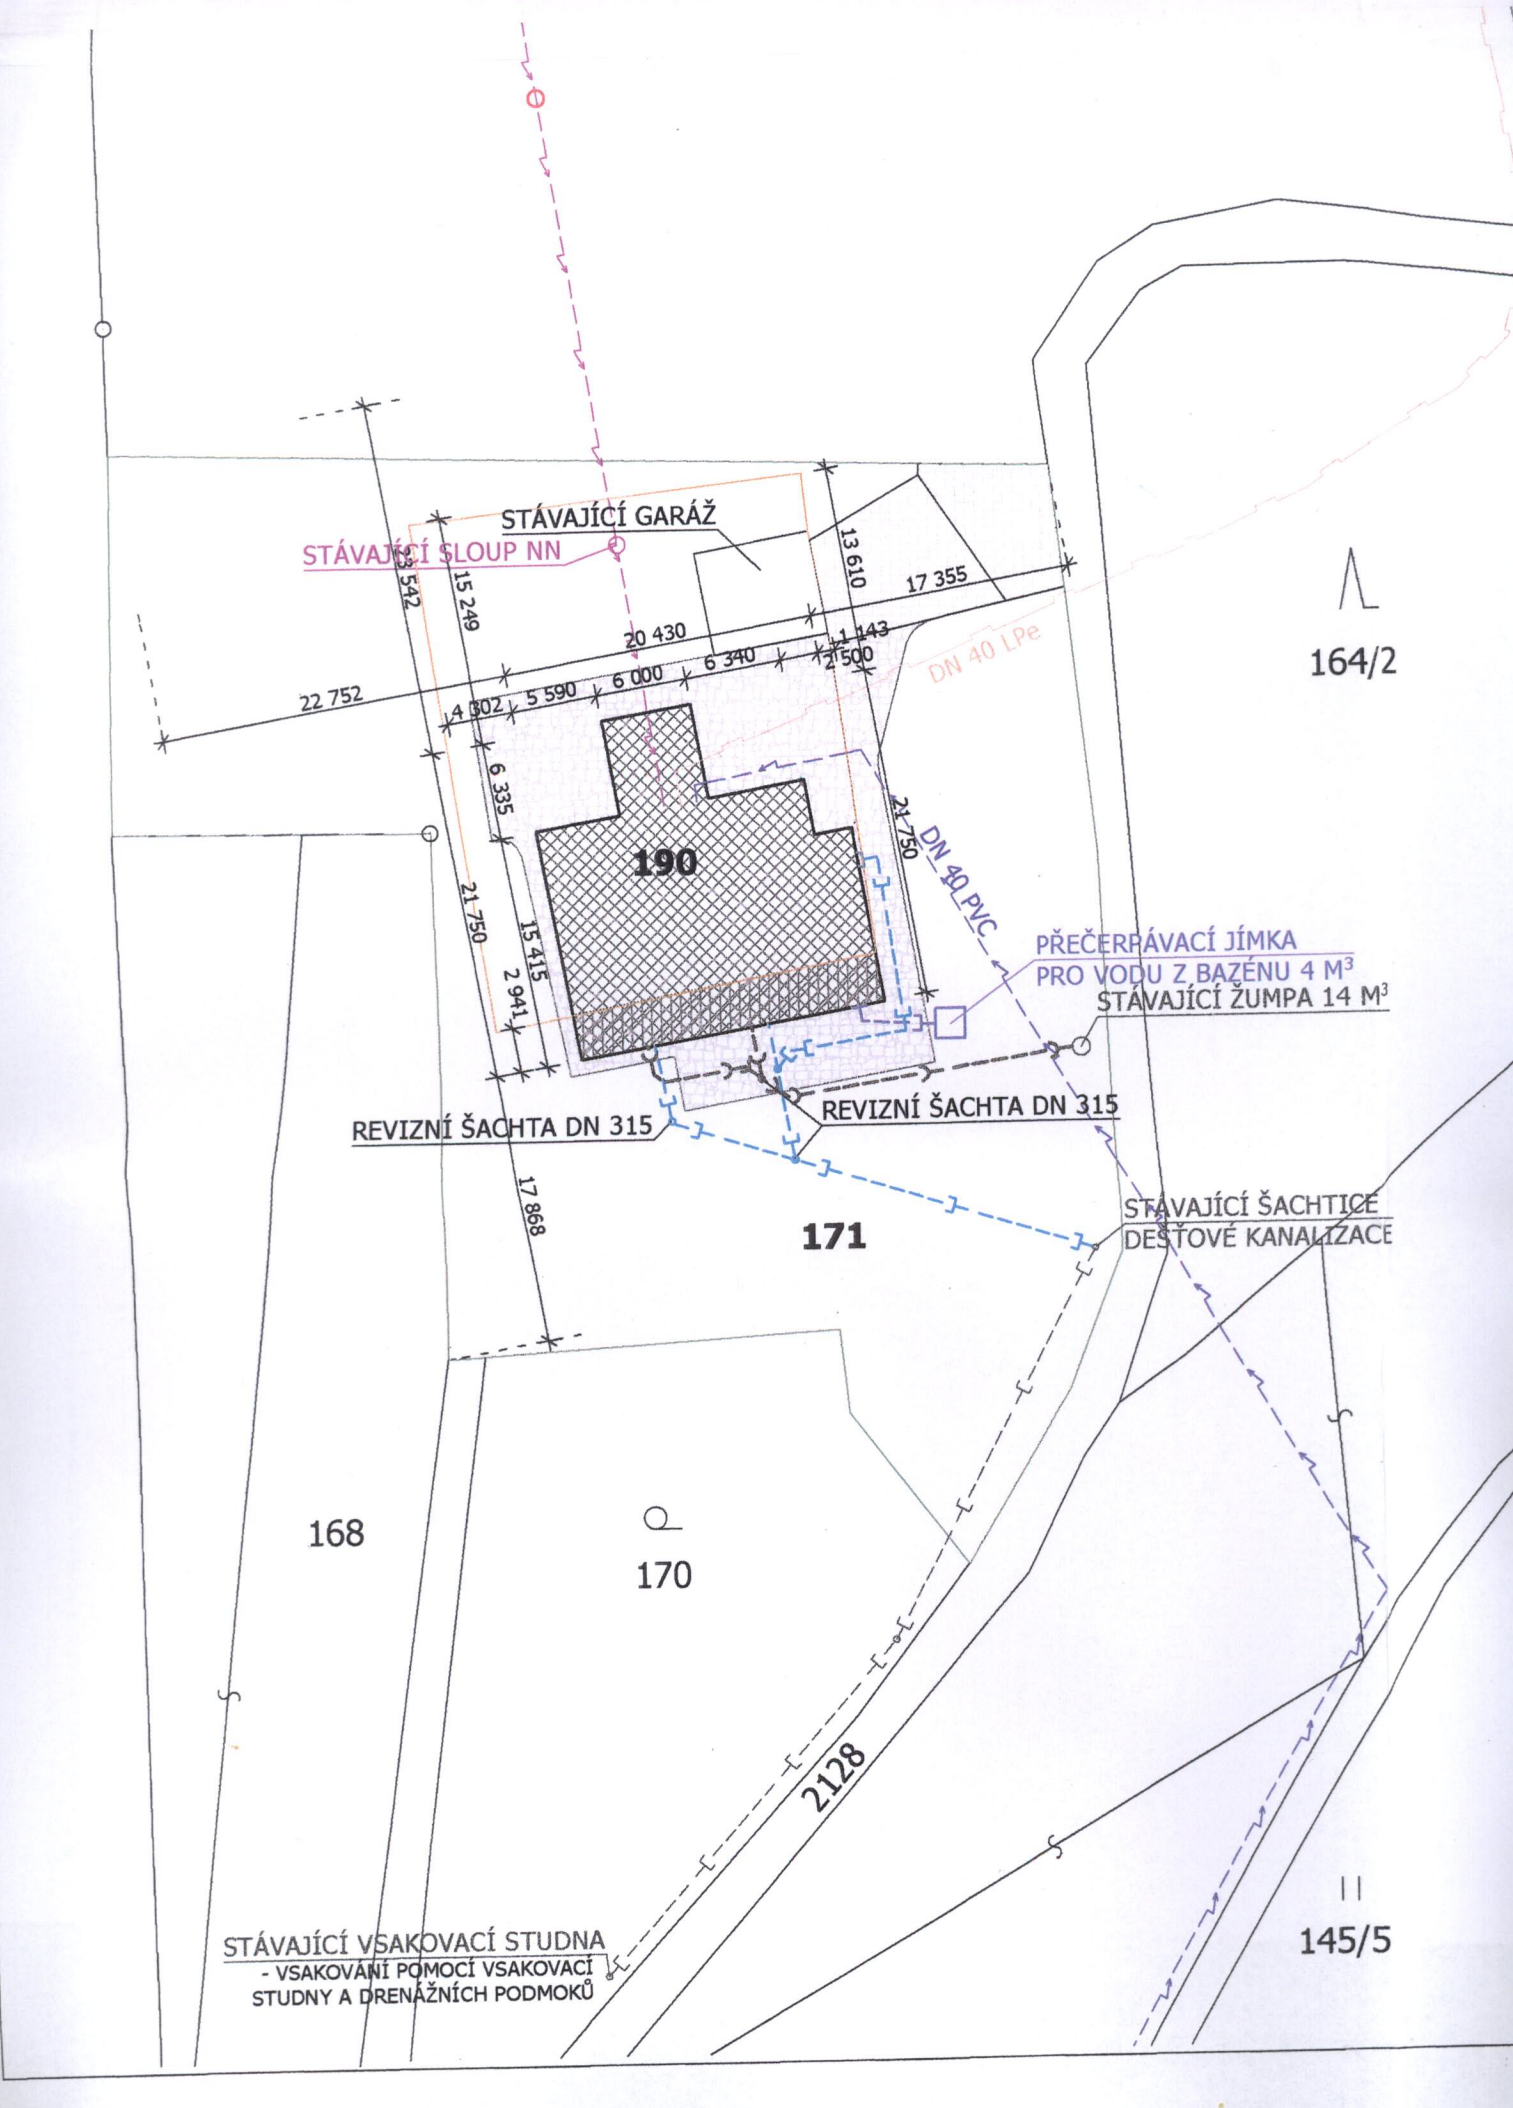 STÁVAJÍCÍ GARÁŽ
STÁVAJÍCÍ SLOUP NN
23 542
15 249
13 610
17 355
20 430
1 143
2 500
6 340
6 000
5 590
4 302
22 752
DN 40 LPe
164/2
6 335
21 750
190
DN 40 PVC
21 750
15 415
2 941
PŘEČERPÁVACÍ JÍMKA
PRO VODU Z BAZÉNU 4 M³
STÁVAJÍCÍ ŽUMPA 14 M³
REVIZNÍ ŠACHTA DN 315
REVIZNÍ ŠACHTA DN 315
17 868
171
STÁVAJÍCÍ ŠACHTICE
DEŠŤOVÉ KANALIZACE
168
170
2128
145/5
STÁVAJÍCÍ VSAKOVACÍ STUDNA
- VSAKOVÁNÍ POMOCÍ VSAKOVACÍ
STUDNY A DRENÁŽNÍCH PODMOKŮ